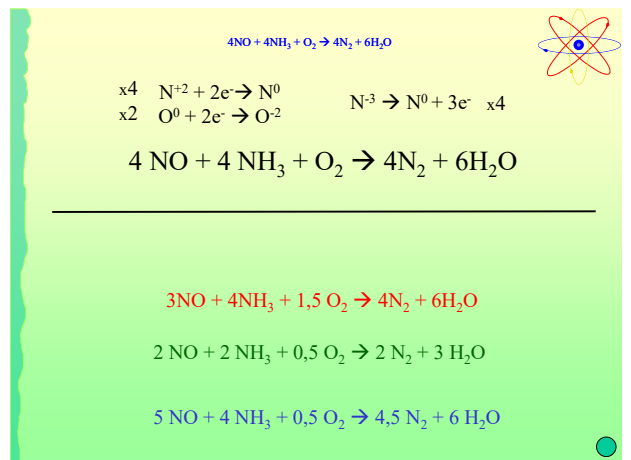 4NO + 4NH₃ + O₂ → 4N₂ + 6H₂O
x4 N⁺² + 2e⁻→ N⁰
x2 O⁰ + 2e⁻ → O⁻²
N⁻³ → N⁰ + 3e⁻ x4
4 NO + 4 NH₃ + O₂ → 4N₂ + 6H₂O
3NO + 4NH₃ + 1,5 O₂ → 4N₂ + 6H₂O
2 NO + 2 NH₃ + 0,5 O₂ → 2 N₂ + 3 H₂O
5 NO + 4 NH₃ + 0,5 O₂ → 4,5 N₂ + 6 H₂O